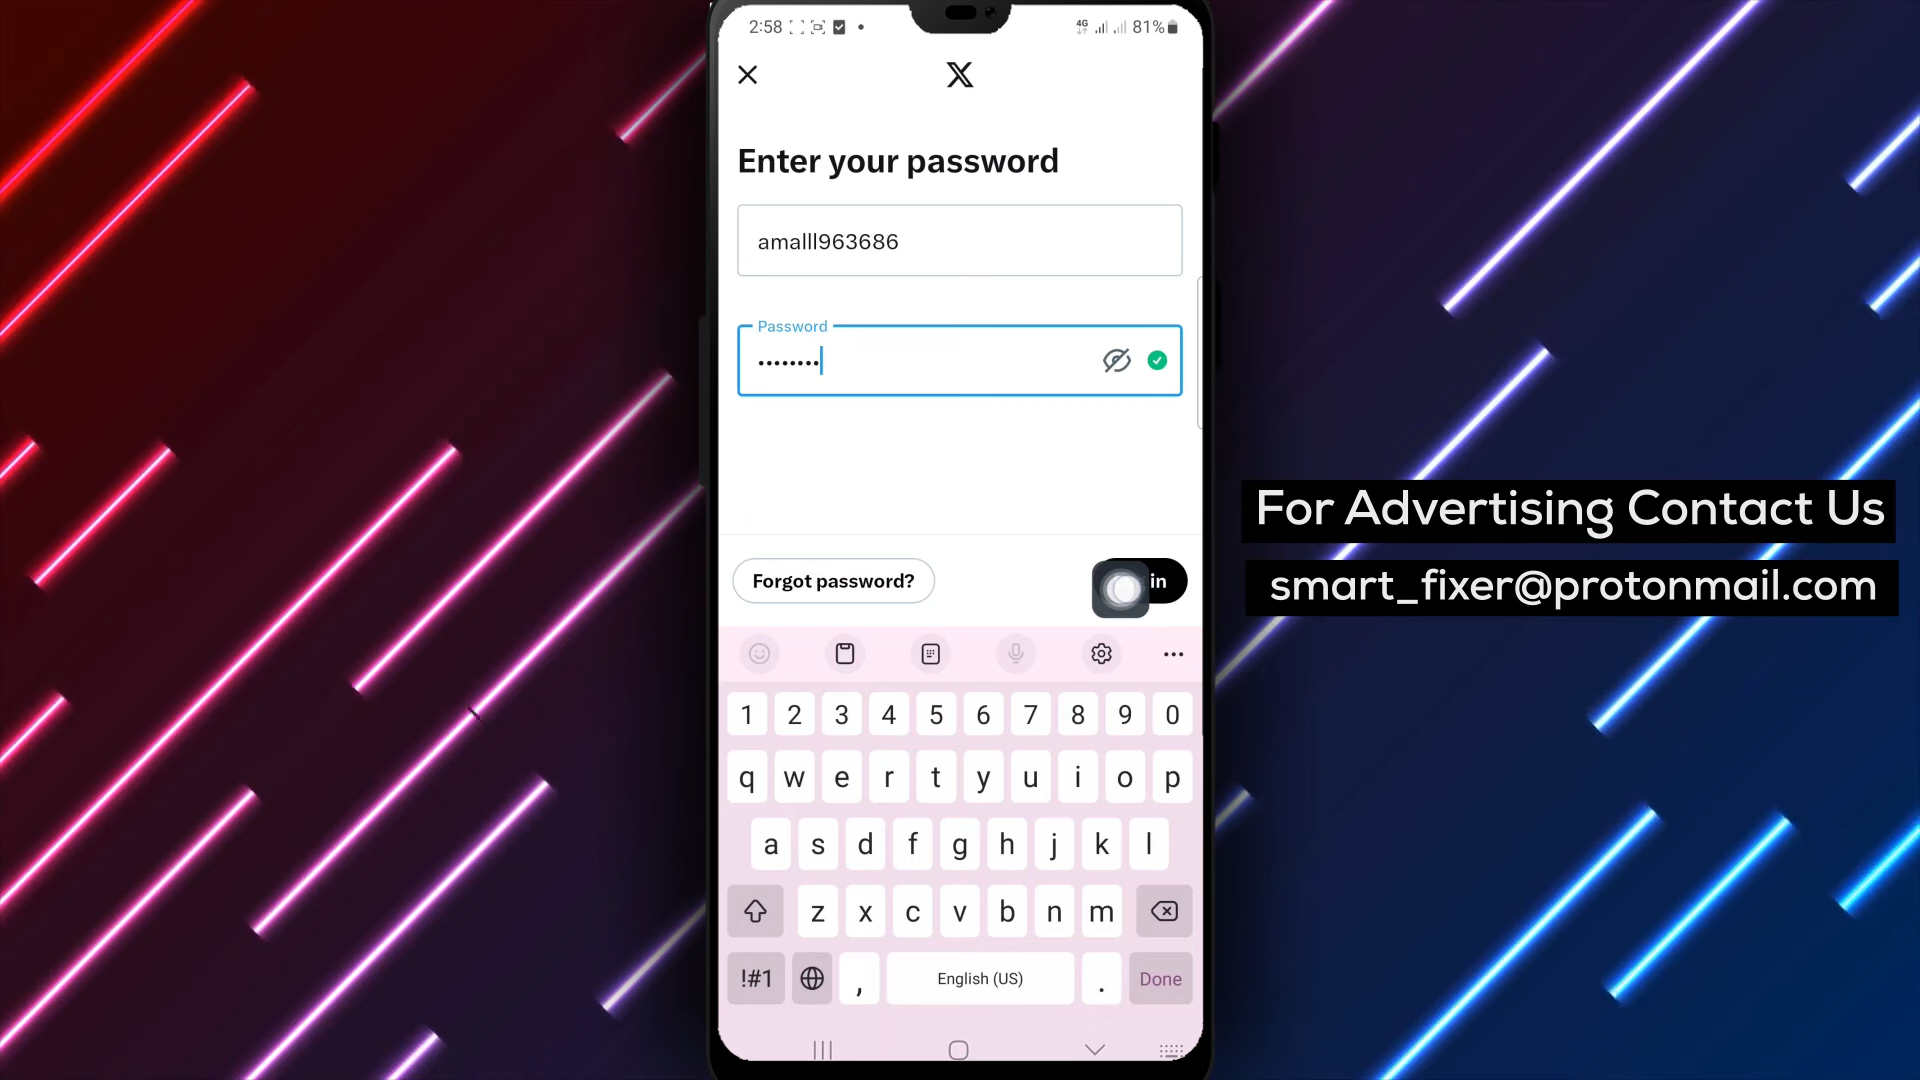 2:58
4G 81%
X
Enter your password
amalll963686
Password
••••••••
Forgot password?
in
For Advertising Contact Us
smart_fixer@protonmail.com
1 2 3 4 5 6 7 8 9 0
q w e r t y u i o p
a s d f g h j k l
z x c v b n m
!#1 , English (US) . Done